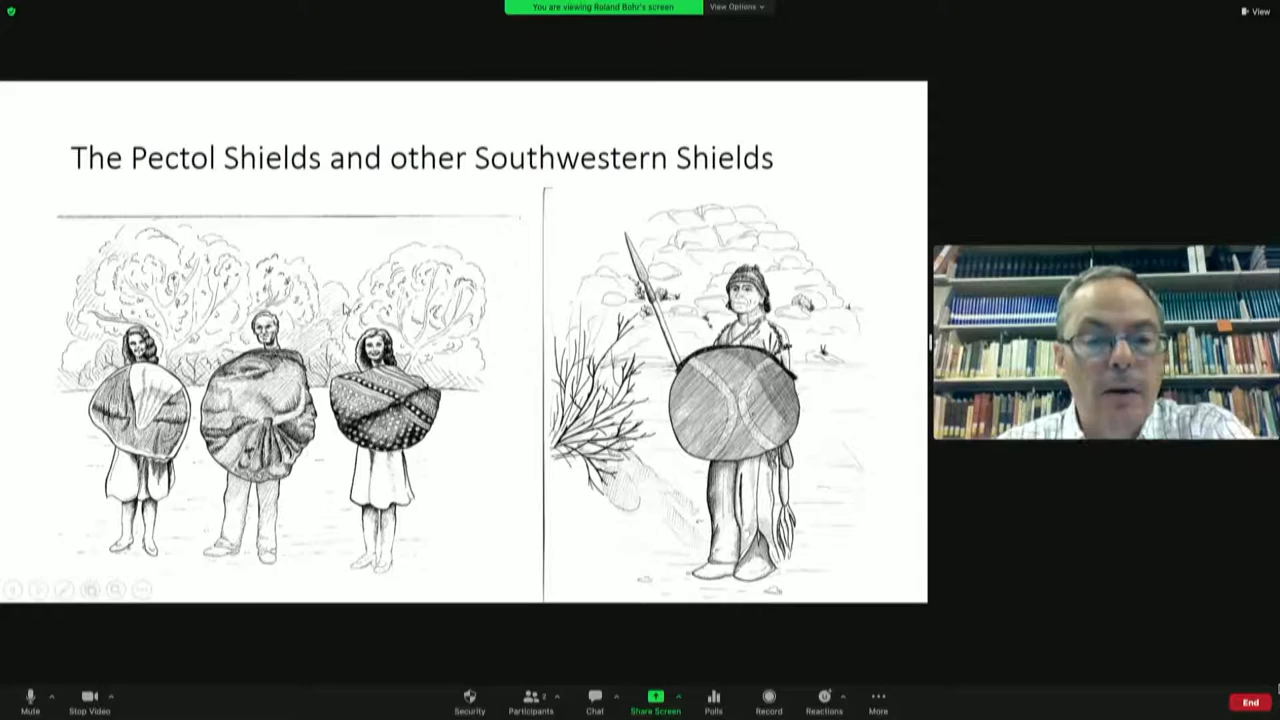 You are viewing Roland Bohr's screen
View Options
View
The Pectol Shields and other Southwestern Shields
Mute
Stop Video
Security
Participants
2
Chat
Share Screen
Polls
Record
Reactions
More
End